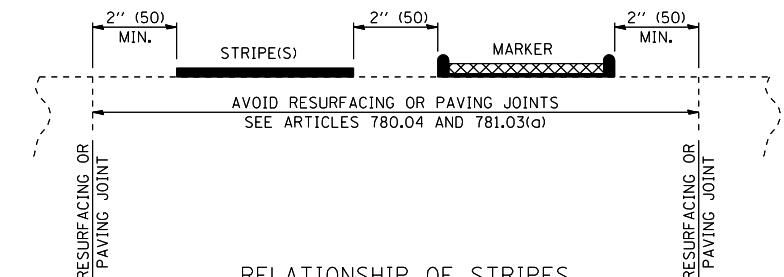 2'' (50)
MIN.
2'' (50)
2'' (50)
MIN.
STRIPE(S)
MARKER
AVOID RESURFACING OR PAVING JOINTS
SEE ARTICLES 780.04 AND 781.03(a)
RESURFACING OR
PAVING JOINT
RESURFACING OR
PAVING JOINT
RELATIONSHIP OF STRIPES